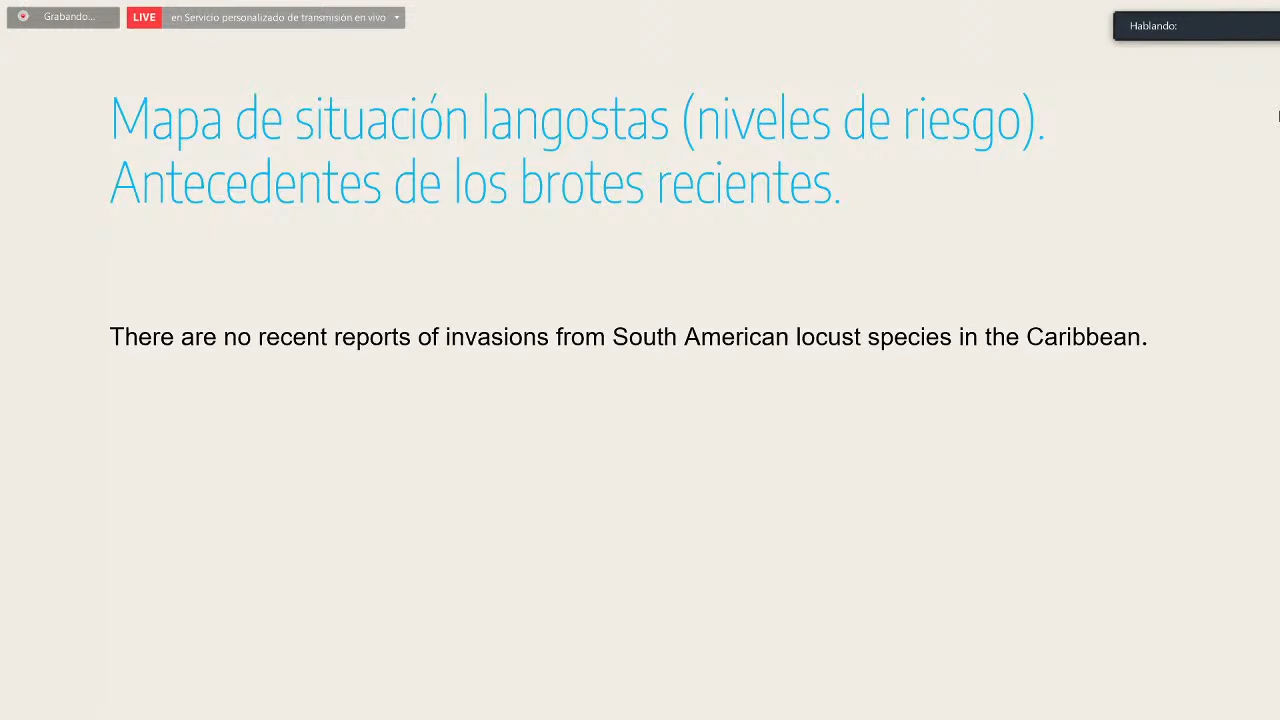 Grabando...
LIVE en Servicio personalizado de transmisión en vivo
Hablando:
Mapa de situación langostas (niveles de riesgo).
Antecedentes de los brotes recientes.
There are no recent reports of invasions from South American locust species in the Caribbean.